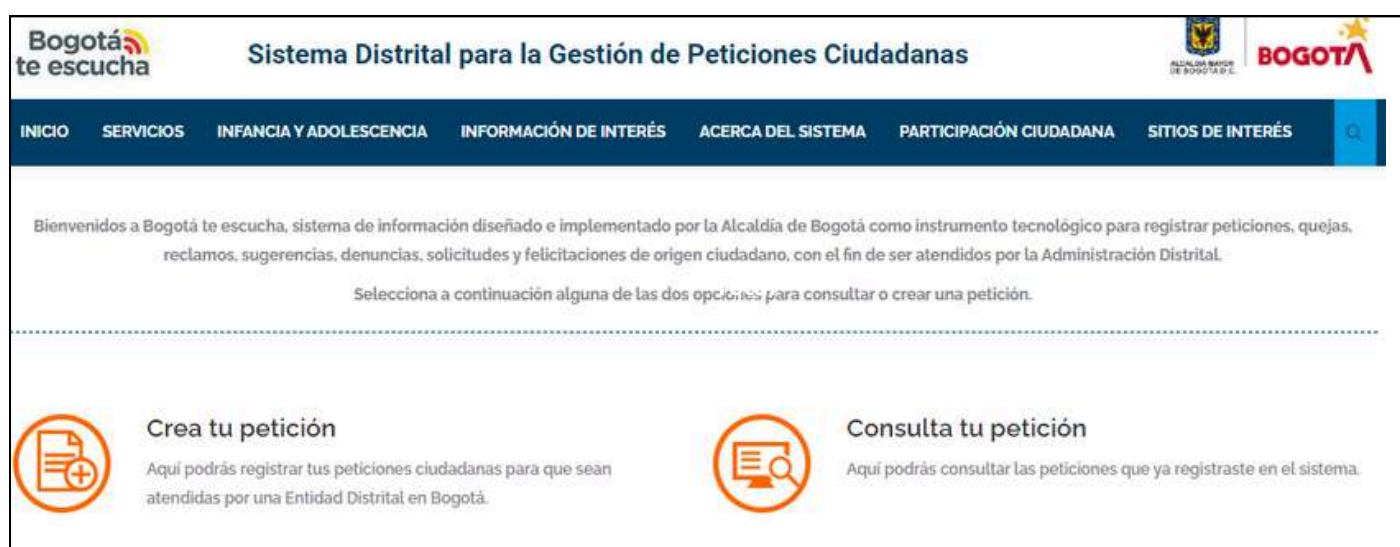 Bogotá
te escucha
Sistema Distrital para la Gestión de Peticiones Ciudadanas
ALCALDÍA MAYOR
DE BOGOTÁ D.C.
BOGOTÁ
INICIO SERVICIOS INFANCIA Y ADOLESCENCIA INFORMACIÓN DE INTERÉS ACERCA DEL SISTEMA PARTICIPACIÓN CIUDADANA SITIOS DE INTERÉS
Bienvenidos a Bogotá te escucha, sistema de información diseñado e implementado por la Alcaldía de Bogotá como instrumento tecnológico para registrar peticiones, quejas,
reclamos, sugerencias, denuncias, solicitudes y felicitaciones de origen ciudadano, con el fin de ser atendidos por la Administración Distrital.
Selecciona a continuación alguna de las dos opciones para consultar o crear una petición.
Crea tu petición
Aquí podrás registrar tus peticiones ciudadanas para que sean
atendidas por una Entidad Distrital en Bogotá.
Consulta tu petición
Aquí podrás consultar las peticiones que ya registraste en el sistema.